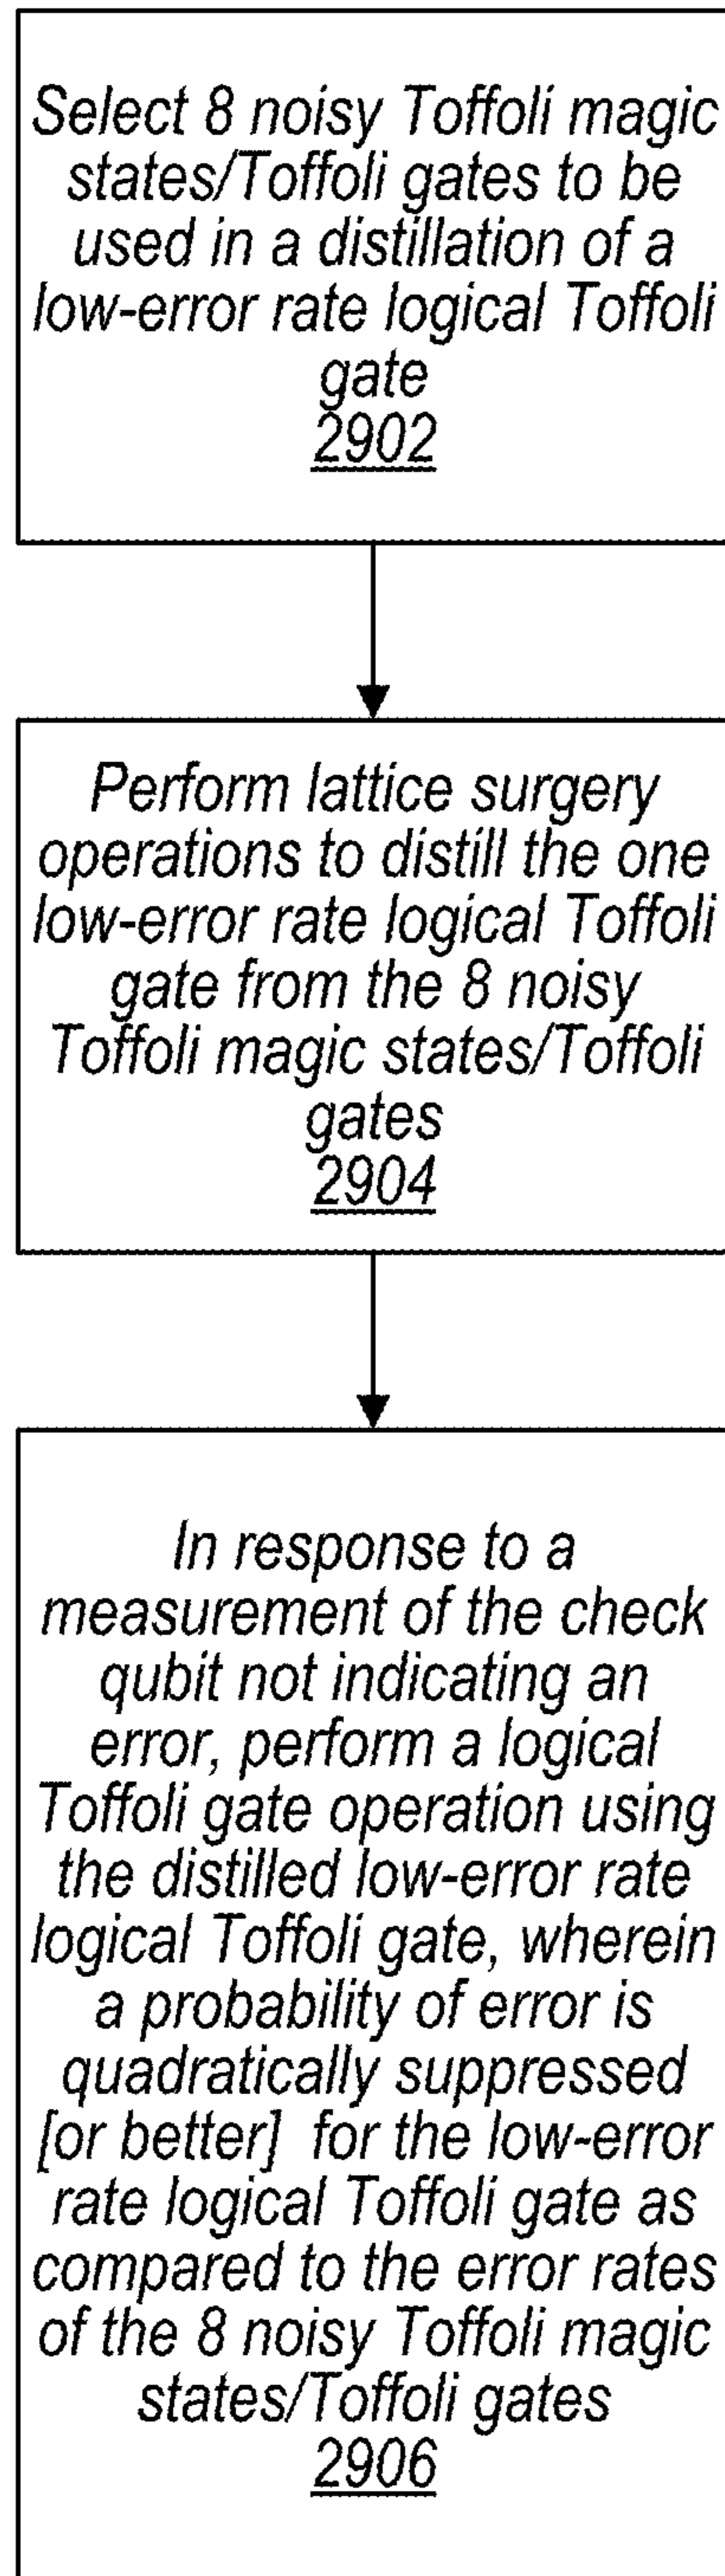 Select 8 noisy Toffoli magic
states/Toffoli gates to be
used in a distillation of a
low-error rate logical Toffoli
gate
2902
Perform lattice surgery
operations to distill the one
low-error rate logical Toffoli
gate from the 8 noisy
Toffoli magic states/Toffoli
gates
2904
In response to a
measurement of the check
qubit not indicating an
error, perform a logical
Toffoli gate operation using
the distilled low-error rate
logical Toffoli gate, wherein
a probability of error is
quadratically suppressed
[or better] for the low-error
rate logical Toffoli gate as
compared to the error rates
of the 8 noisy Toffoli magic
states/Toffoli gates
2906